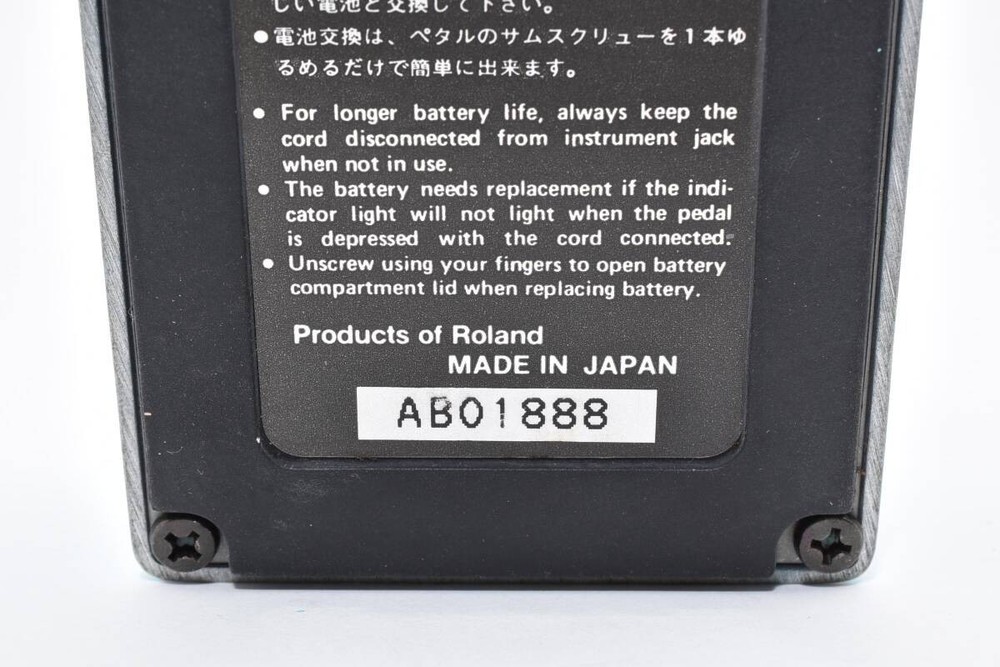 しい電池と交換して下さい。
●電池交換は、ペタルのサムスクリューを1本ゆ
るめるだけで簡単に出来ます。
● For longer battery life, always keep the
cord disconnected from instrument jack
when not in use.
● The battery needs replacement if the indi-
cator light will not light when the pedal
is depressed with the cord connected.
● Unscrew using your fingers to open battery
compartment lid when replacing battery.
Products of Roland
MADE IN JAPAN
AB01888